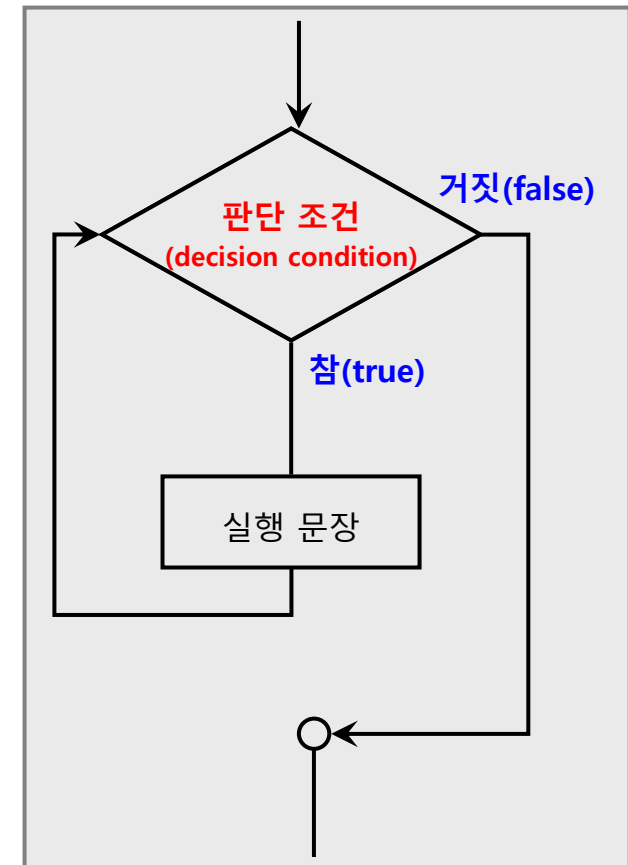 거짓(false)
판단 조건
(decision condition)
참(true)
실행 문장